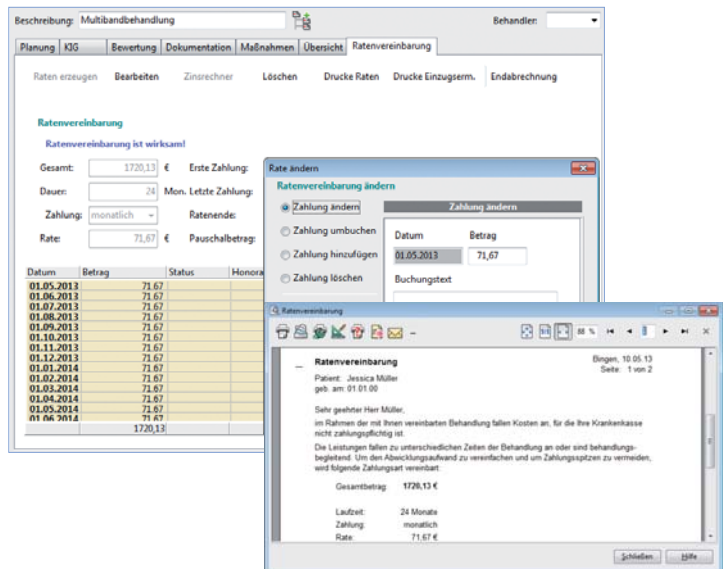 Beschreibung: Multibandbehandlung Behandler:
Planung KIG Bewertung Dokumentation Maßnahmen Übersicht Ratenvereinbarung
Raten erzeugen Bearbeiten Zinsrechner Löschen Drucke Raten Drucke Einzugserm. Endabrechnung
Ratenvereinbarung
Ratenvereinbarung ist wirksam!
Gesamt: 1720,13 € Erste Zahlung:
Dauer: 24 Mon. Letzte Zahlung:
Zahlung: monatlich Ratenende:
Rate: 71,67 € Pauschalbetrag:
Datum Betrag Status Honora
01.05.2013 71.67
01.06.2013 71.67
01.07.2013 71.67
01.08.2013 71.67
01.09.2013 71.67
01.10.2013 71.67
01.11.2013 71.67
01.12.2013 71.67
01.01.2014 71.67
01.02.2014 71.67
01.03.2014 71.67
01.04.2014 71.67
01.05.2014 71.67
01.06.2014 71.67
1720,13
Rate ändern
Ratenvereinbarung ändern
Zahlung ändern
Zahlung umbuchen
Zahlung hinzufügen
Zahlung löschen
Zahlung ändern
Datum Betrag
01.05.2013 71,67
Buchungstext
Ratenvereinbarung
88 %
Ratenvereinbarung Bingen, 10.05.13
Seite: 1 von 2
Patient: Jessica Müller
geb. am: 01.01.00
Sehr geehrter Herr Müller,
im Rahmen der mit Ihnen vereinbarten Behandlung fallen Kosten an, für die Ihre Krankenkasse
nicht zahlungspflichtig ist.
Die Leistungen fallen zu unterschiedlichen Zeiten der Behandlung an oder sind behandlungs-
begleitend. Um den Abwicklungsaufwand zu vereinfachen und um Zahlungsspitzen zu vermeiden,
wird folgende Zahlungsart vereinbart:
Gesamtbetrag: 1720,13 €
Laufzeit: 24 Monate
Zahlung: monatlich
Rate: 71,67 €
Schließen Hilfe